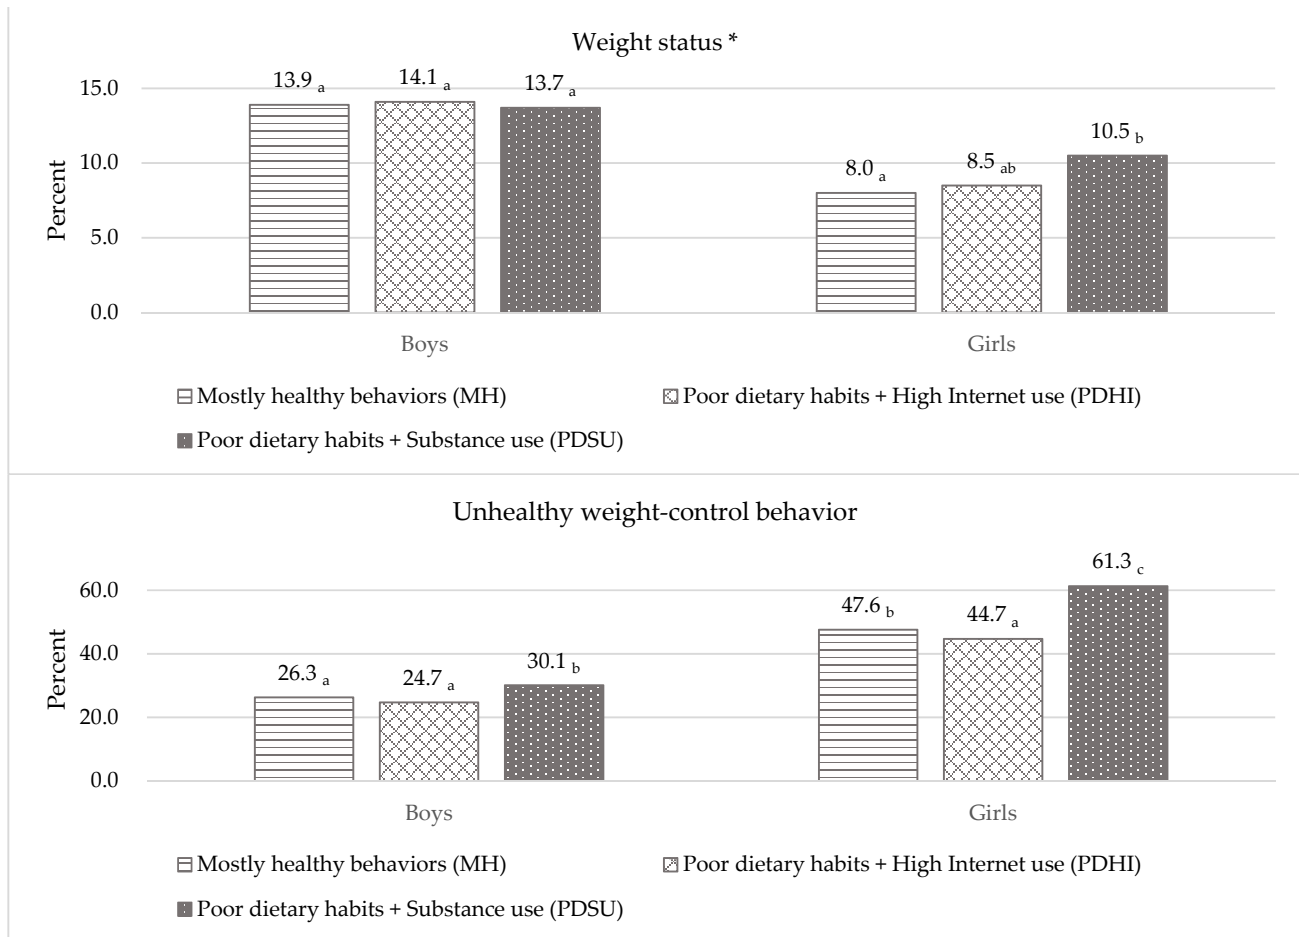 Weight status *
13.9 a 14.1 a 13.7 a
8.0 a 8.5 ab 10.5 b
15.0
10.0
5.0
0.0
Percent
Boys Girls
Mostly healthy behaviors (MH) Poor dietary habits + High Internet use (PDHI)
Poor dietary habits + Substance use (PDSU)
Unhealthy weight-control behavior
26.3 a 24.7 a 30.1 b
47.6 b 44.7 a 61.3 c
60.0
40.0
20.0
0.0
Percent
Boys Girls
Mostly healthy behaviors (MH) Poor dietary habits + High Internet use (PDHI)
Poor dietary habits + Substance use (PDSU)